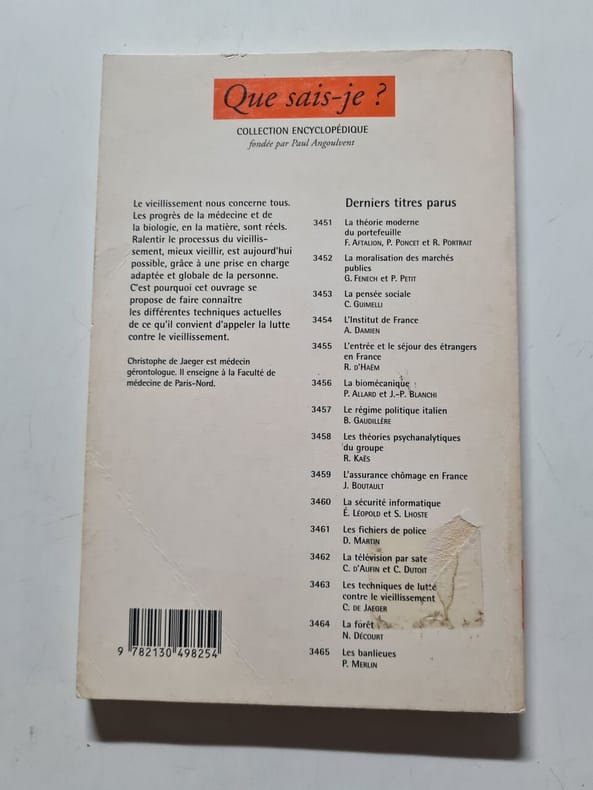 Que sais-je ?
COLLECTION ENCYCLOPÉDIQUE
fondée par Paul Angoulvent
Le vieillissement nous concerne tous.
Les progrès de la médecine et de
la biologie, en la matière, sont réels.
Ralentir le processus du vieillis-
sement, mieux vieillir, est aujourd'hui
possible, grâce à une prise en charge
adaptée et globale de la personne.
C'est pourquoi cet ouvrage se
propose de faire connaître
les différentes techniques actuelles
de ce qu'il convient d'appeler la lutte
contre le vieillissement.
Christophe de Jaeger est médecin
gérontologue. Il enseigne à la Faculté de
médecine de Paris-Nord.
Derniers titres parus
3451 La théorie moderne
du portefeuille
F. AFTALION, P. PONCET et R. PORTRAIT
3452 La moralisation des marchés
publics
G. FENECH et P. PETIT
3453 La pensée sociale
C. GUIMELLI
3454 L'Institut de France
A. DAMIEN
3455 L'entrée et le séjour des étrangers
en France
R. D'HAËM
3456 La biomécanique
P. ALLARD et J.-P. BLANCHI
3457 Le régime politique italien
B. GAUDILLÈRE
3458 Les théories psychanalytiques
du groupe
R. KAËS
3459 L'assurance chômage en France
J. BOUTAULT
3460 La sécurité informatique
É. LÉOPOLD et S. LHOSTE
3461 Les fichiers de police
D. MARTIN
3462 La télévision par sate
C. D'AUFIN et C. DUTOIT
3463 Les techniques de lutte
contre le vieillissement
C. DE JAEGER
3464 La forêt
N. DÉCOURT
3465 Les banlieues
P. MERLIN
9 782130 498254